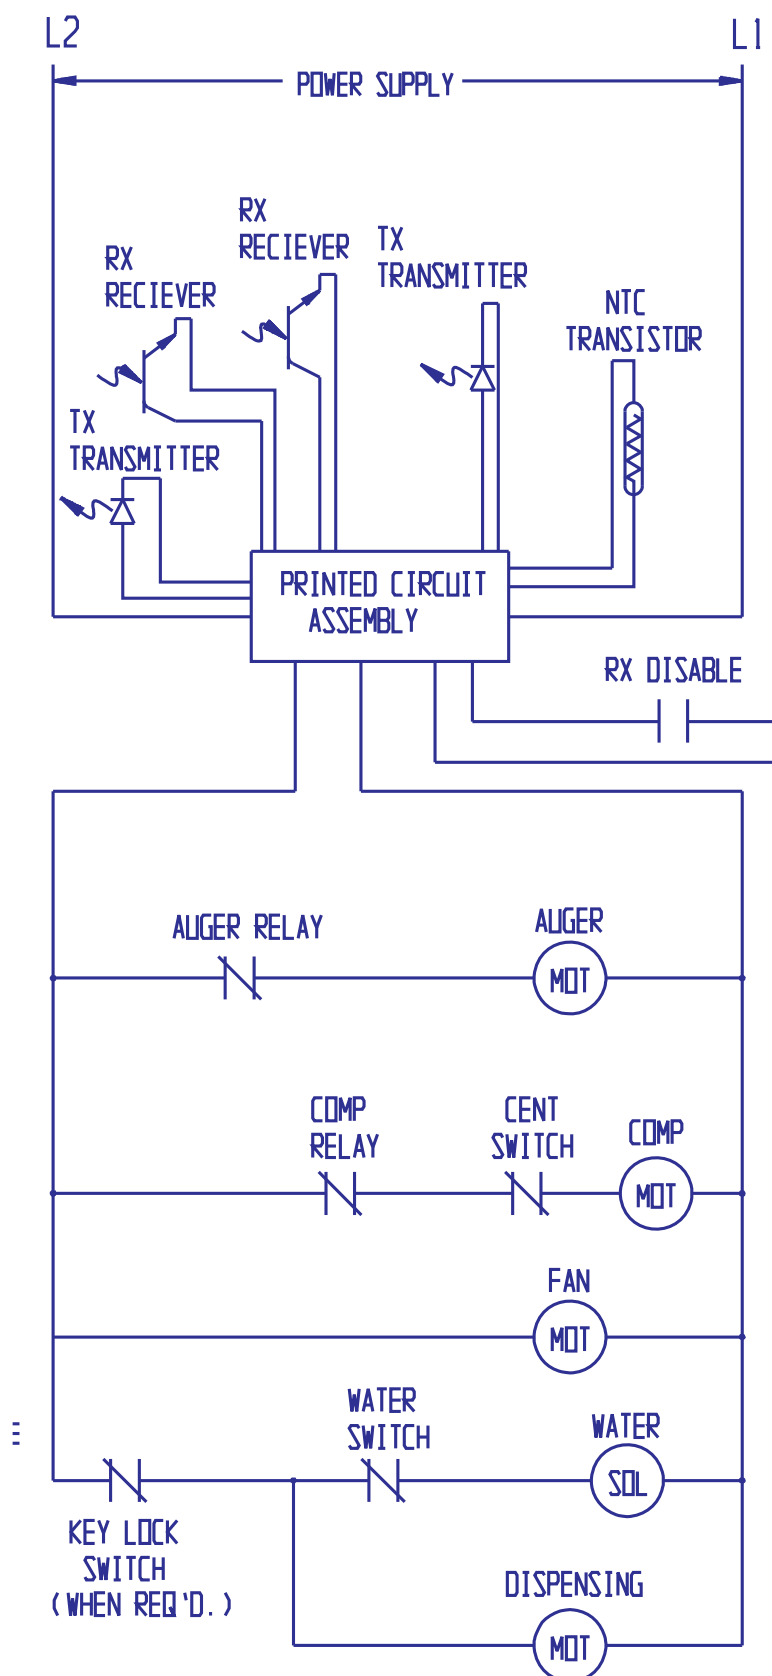 L2
L1
POWER SUPPLY
RX
RECIEVER
TX
TRANSMITTER
RX
RECIEVER
NTC
TRANSISTOR
TX
TRANSMITTER
PRINTED CIRCUIT
ASSEMBLY
RX DISABLE
AUGER RELAY
AUGER
MOT
COMP
RELAY
CENT
SWITCH
COMP
MOT
FAN
MOT
WATER
SWITCH
WATER
SOL
KEY LOCK
SWITCH
(WHEN REQ'D.)
DISPENSING
MOT